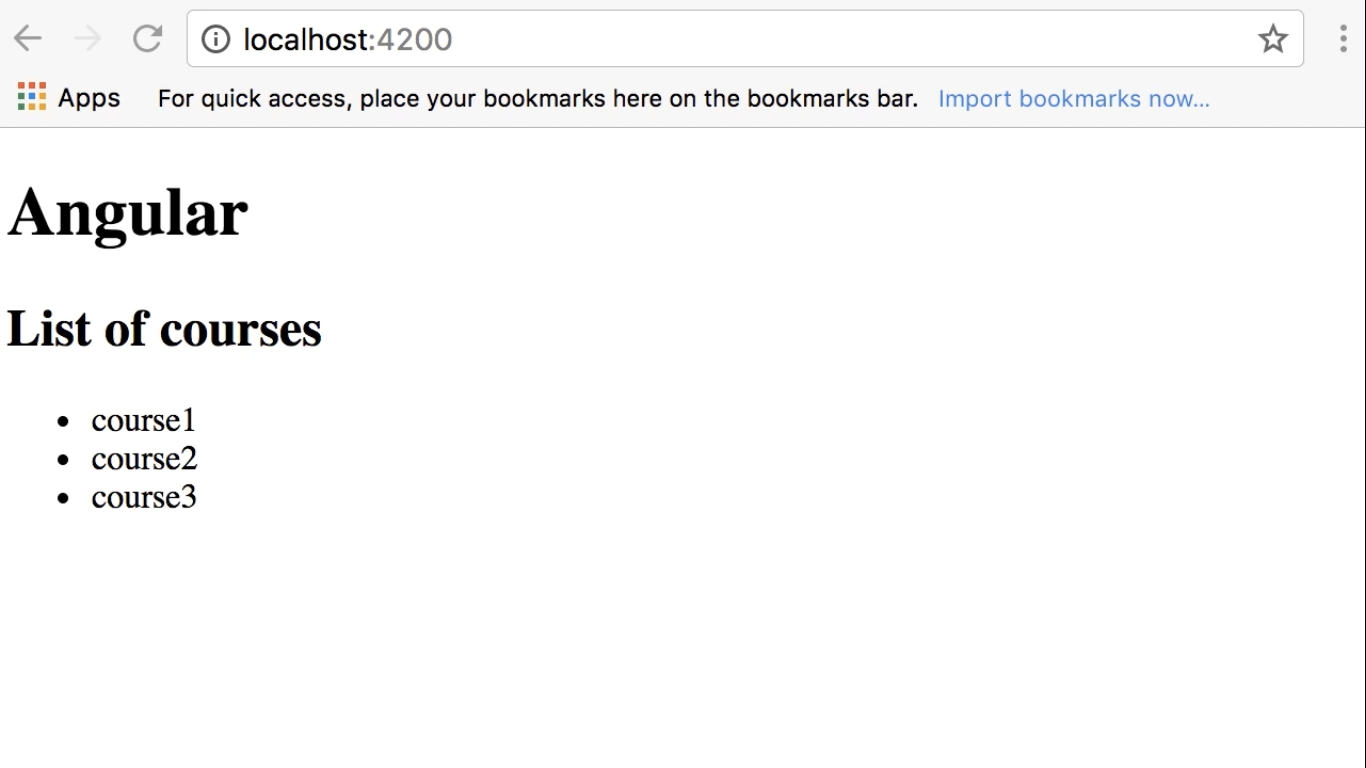 localhost:4200
Apps For quick access, place your bookmarks here on the bookmarks bar. Import bookmarks now...
Angular
List of courses
course1
course2
course3